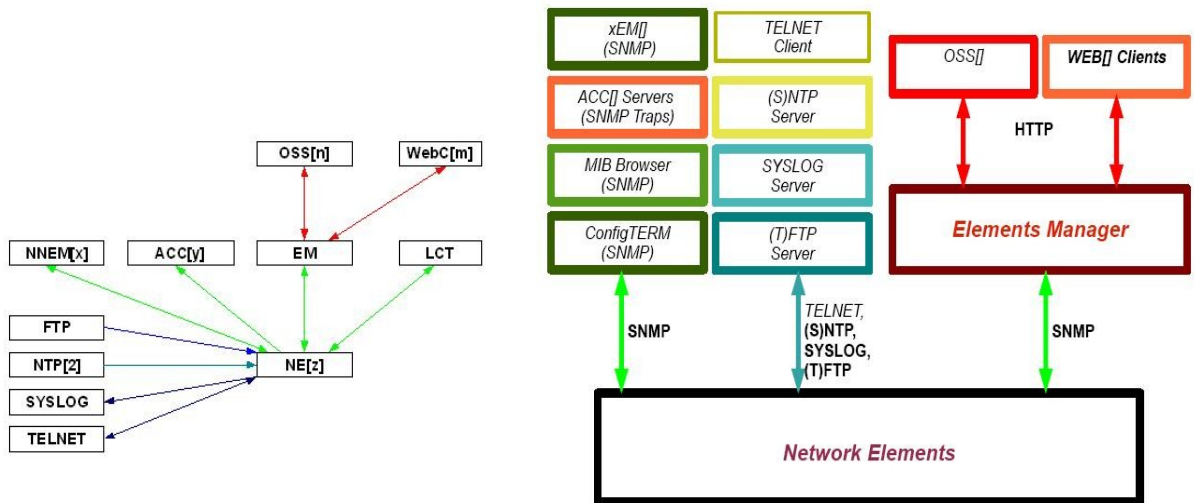 OSS[n]
WebC[m]
NNEM[x]
ACC[y]
EM
LCT
FTP
NTP[2]
NE[z]
SYSLOG
TELNET
xEM[]
(SNMP)
TELNET
Client
ACC[] Servers
(SNMP Traps)
(S)NTP
Server
MIB Browser
(SNMP)
SYSLOG
Server
ConfigTERM
(SNMP)
(T)FTP
Server
OSS[]
WEB[] Clients
HTTP
Elements Manager
SNMP
TELNET,
(S)NTP,
SYSLOG,
(T)FTP
SNMP
Network Elements